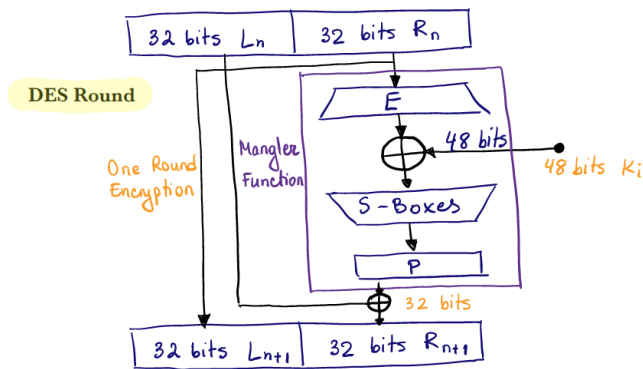 32 bits Ln
32 bits Rn
DES Round
E
Mangler
Function
48 bits
48 bits Ki
One Round
Encryption
S-Boxes
P
32 bits
32 bits Ln+1
32 bits Rn+1